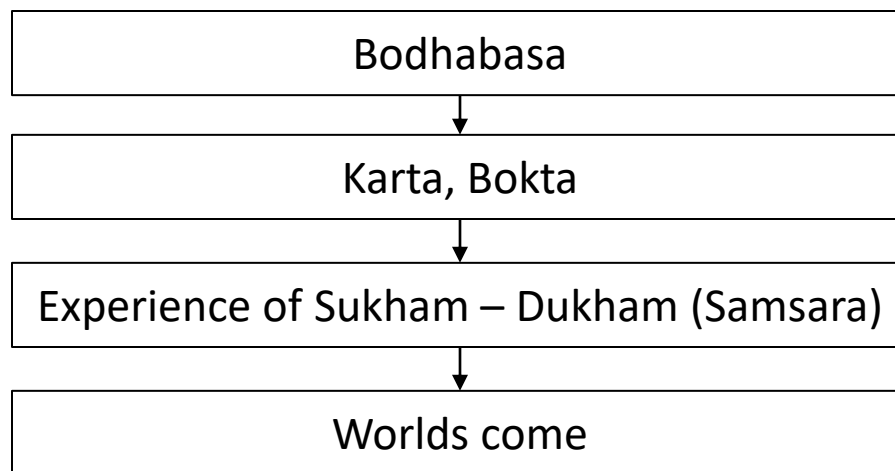 Bodhabasa
Karta, Bokta
Experience of Sukham – Dukham (Samsara)
Worlds come